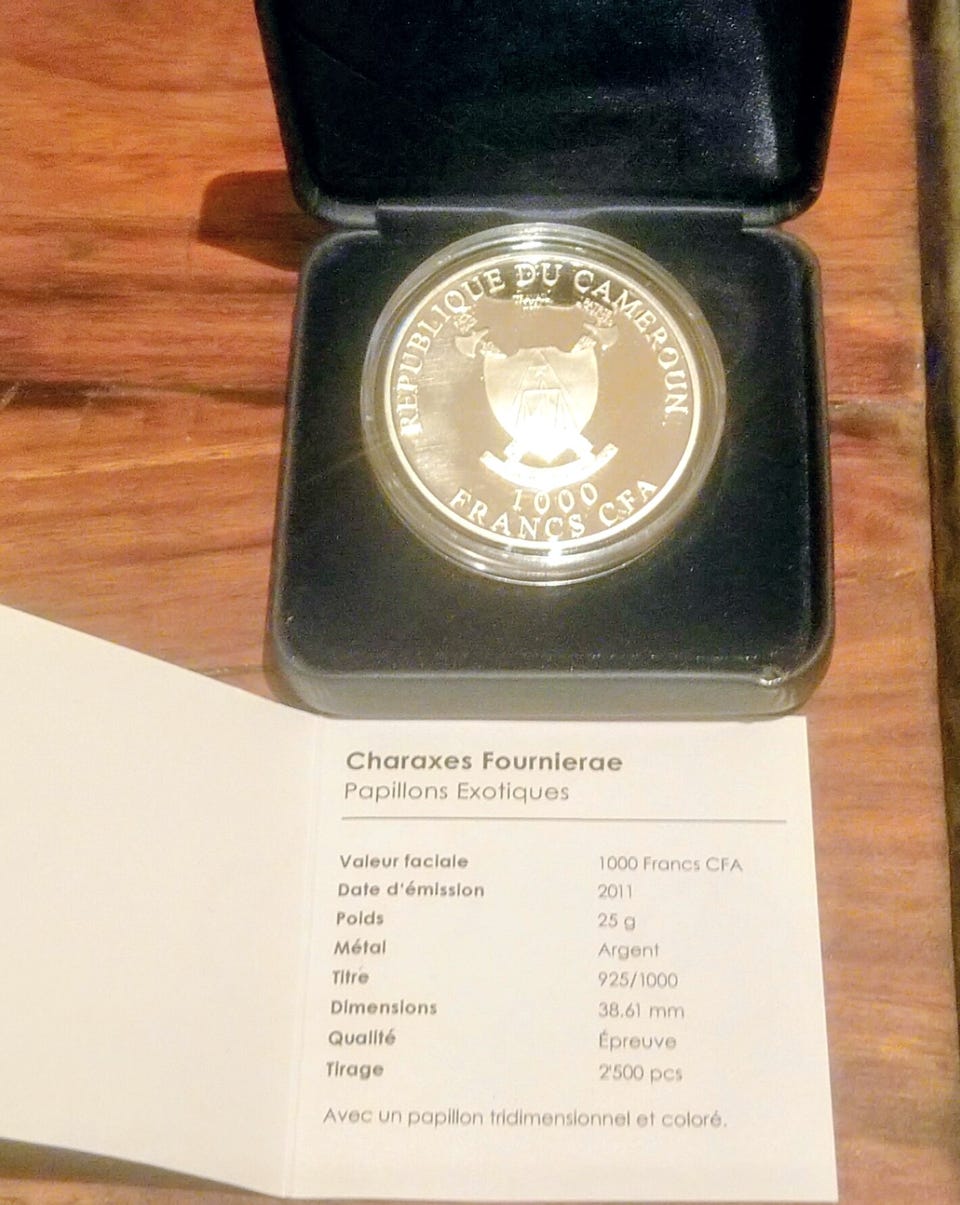 REPUBLIQUE DU CAMEROUN
1000
FRANCS CFA
Charaxes Fournierae
Papillons Exotiques
Valeur faciale 1000 Francs CFA
Date d'émission 2011
Poids 25 g
Métal Argent
Titre 925/1000
Dimensions 38.61 mm
Qualité Épreuve
Tirage 2'500 pcs
Avec un papillon tridimensionnel et coloré.